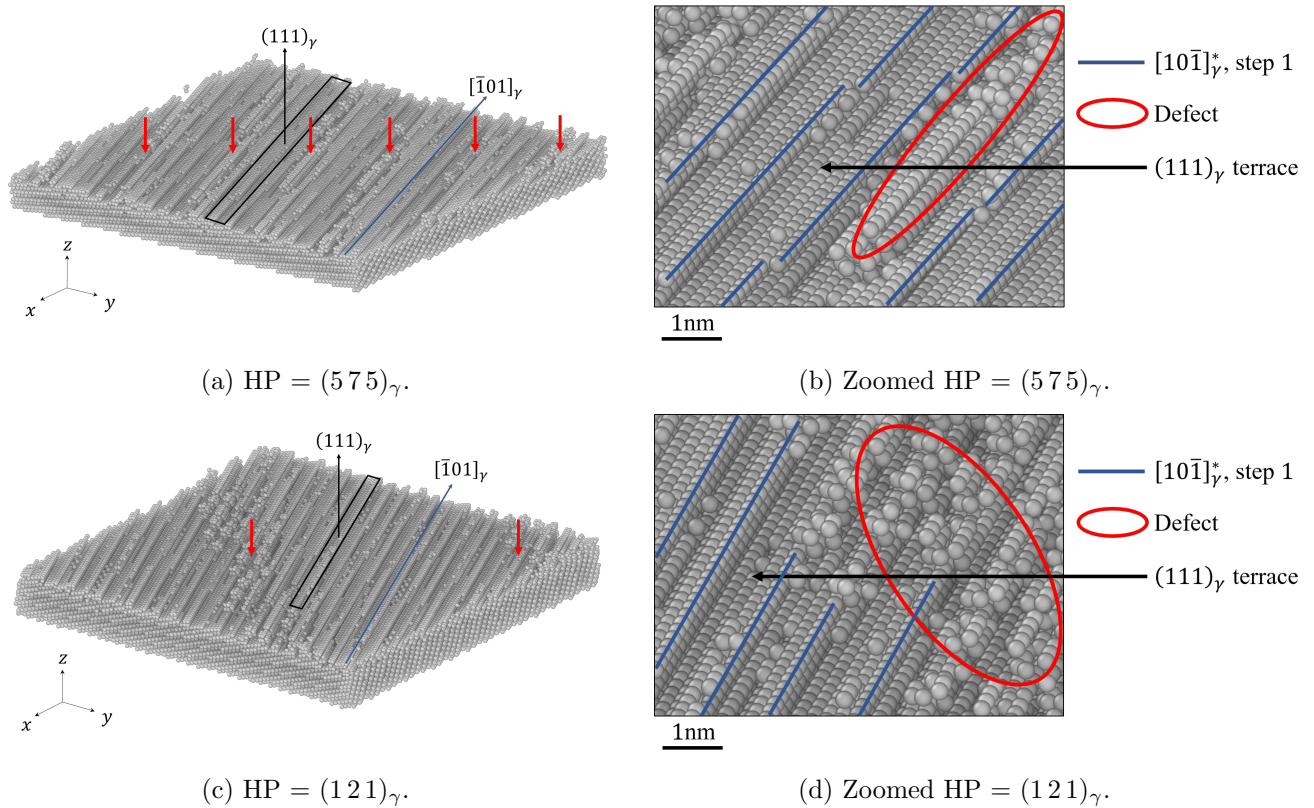 (111)γ
[1̄01]γ
z
x
y
(a) HP = (5 7 5)γ.
[101̄]*γ, step 1
Defect
(111)γ terrace
1nm
(b) Zoomed HP = (5 7 5)γ.
(111)γ
[1̄01]γ
z
x
y
(c) HP = (1 2 1)γ.
[101̄]*γ, step 1
Defect
(111)γ terrace
1nm
(d) Zoomed HP = (1 2 1)γ.